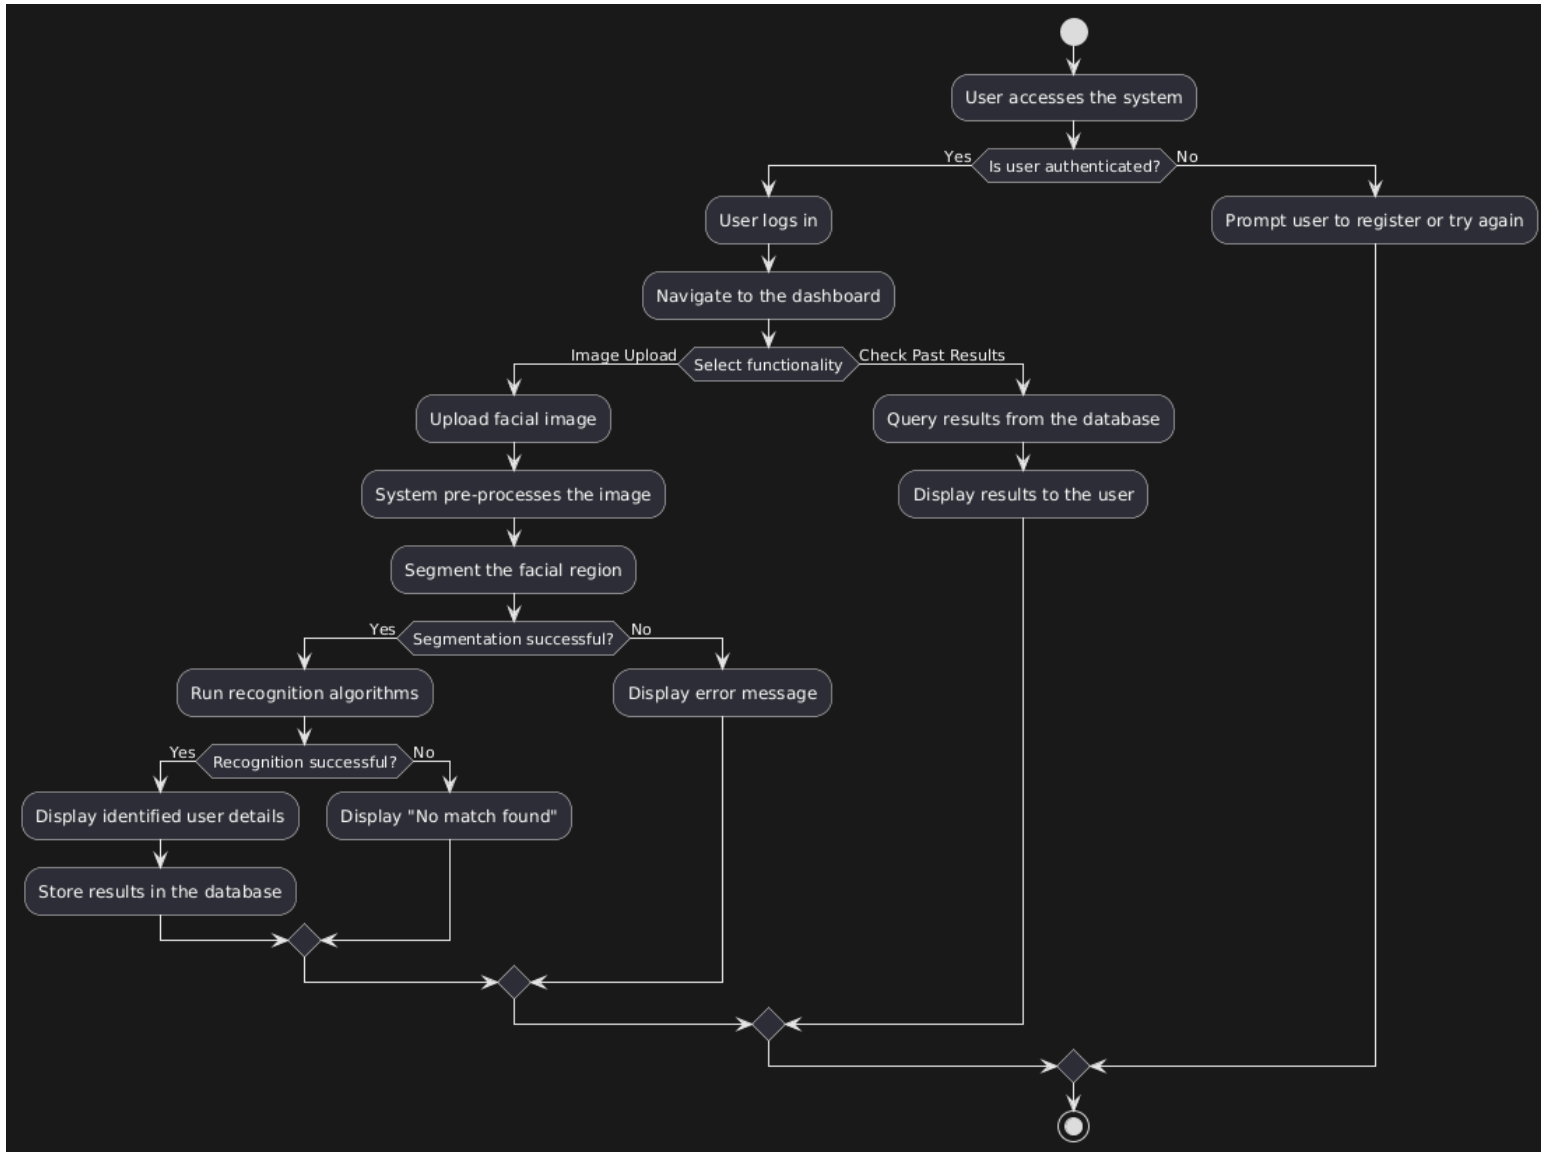 User accesses the system
Yes
Is user authenticated?
No
User logs in
Prompt user to register or try again
Navigate to the dashboard
Image Upload
Select functionality
Check Past Results
Upload facial image
Query results from the database
System pre-processes the image
Display results to the user
Segment the facial region
Yes
Segmentation successful?
No
Run recognition algorithms
Display error message
Yes
Recognition successful?
No
Display identified user details
Display "No match found"
Store results in the database